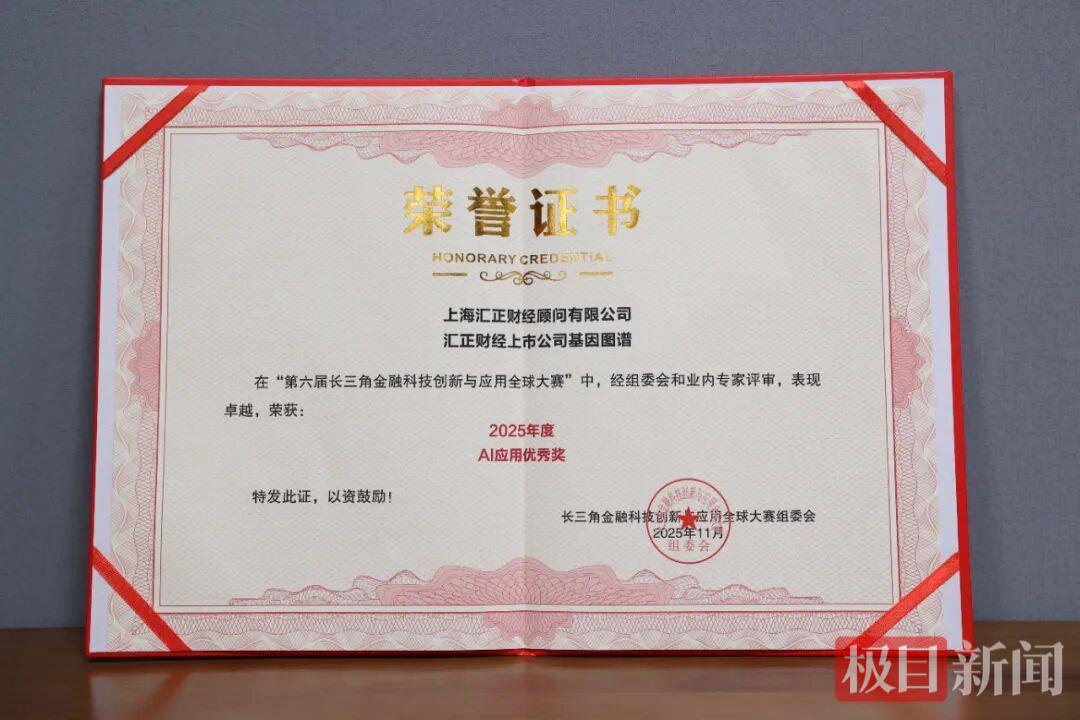 荣誉证书
HONORARY CREDENTIAL
上海汇正财经顾问有限公司
汇正财经上市公司基因图谱
在“第六届长三角金融科技创新与应用全球大赛”中，经组委会和业内专家评审，表现
卓越，荣获：
2025年度
AI应用优秀奖
特发此证，以资鼓励！
长三角金融科技创新与应用全球大赛组委会
2025年11月
组委会
极目新闻